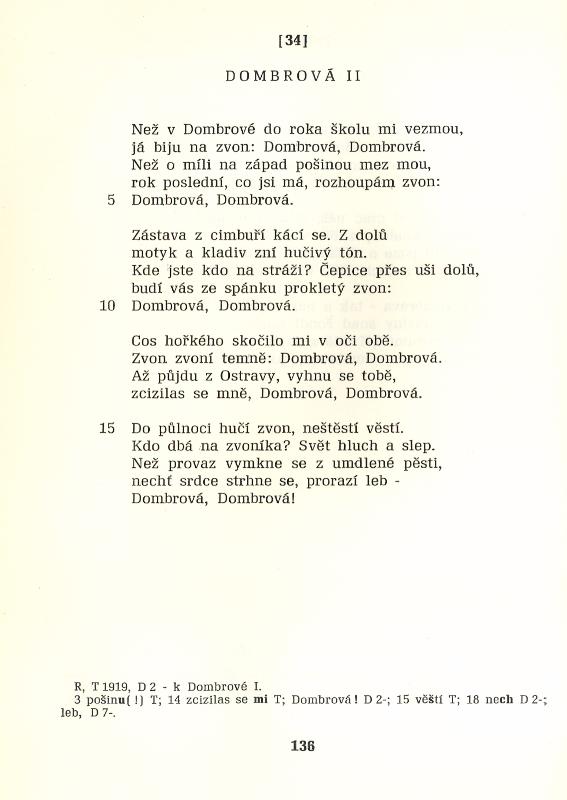 [34]
DOMBROVÁ II
Než v Dombrové do roka školu mi vezmou,
já biju na zvon: Dombrová, Dombrová.
Než o míli na západ pošinou mez mou,
rok poslední, co jsi má, rozhoupám zvon:
5 Dombrová, Dombrová.
Zástava z cimbuří kácí se. Z dolů
motyk a kladiv zní hučivý tón.
Kde jste kdo na stráži? Čepice přes uši dolů,
budí vás ze spánku prokletý zvon:
10 Dombrová, Dombrová.
Cos hořkého skočilo mi v oči obě.
Zvon zvoní temně: Dombrová, Dombrová.
Až půjdu z Ostravy, vyhnu se tobě,
zcizilas se mně, Dombrová, Dombrová.
15 Do půlnoci hučí zvon, neštěstí věstí.
Kdo dbá na zvoníka? Svět hluch a slep.
Než provaz vymkne se z umdlené pěsti,
nechť srdce strhne se, prorazí leb -
Dombrová, Dombrová!
R, T 1919, D 2 - k Dombrové I.
3 pošinu(!) T; 14 zcizilas se mi T; Dombrová! D 2-; 15 věští T; 18 nech D 2-;
leb, D 7-.
136